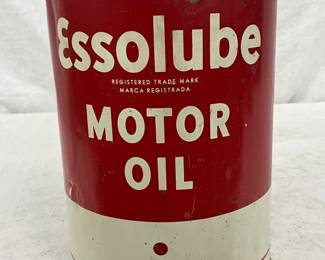 Essolube
REGISTERED TRADE MARK
MARCA REGISTRADA
MOTOR
OIL